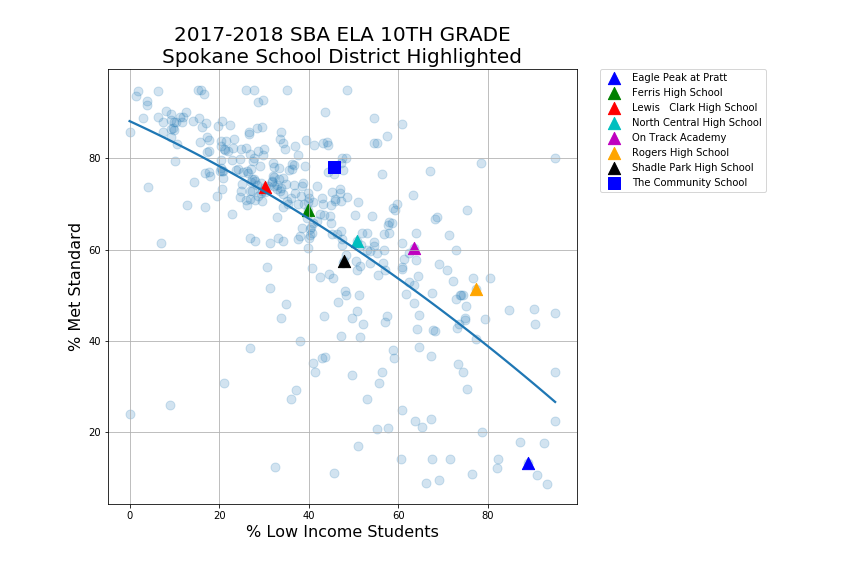 2017-2018 SBA ELA 10TH GRADE
Spokane School District Highlighted
Eagle Peak at Pratt
Ferris High School
Lewis   Clark High School
North Central High School
On Track Academy
Rogers High School
Shadle Park High School
The Community School
% Met Standard
80
60
40
20
0 20 40 60 80
% Low Income Students